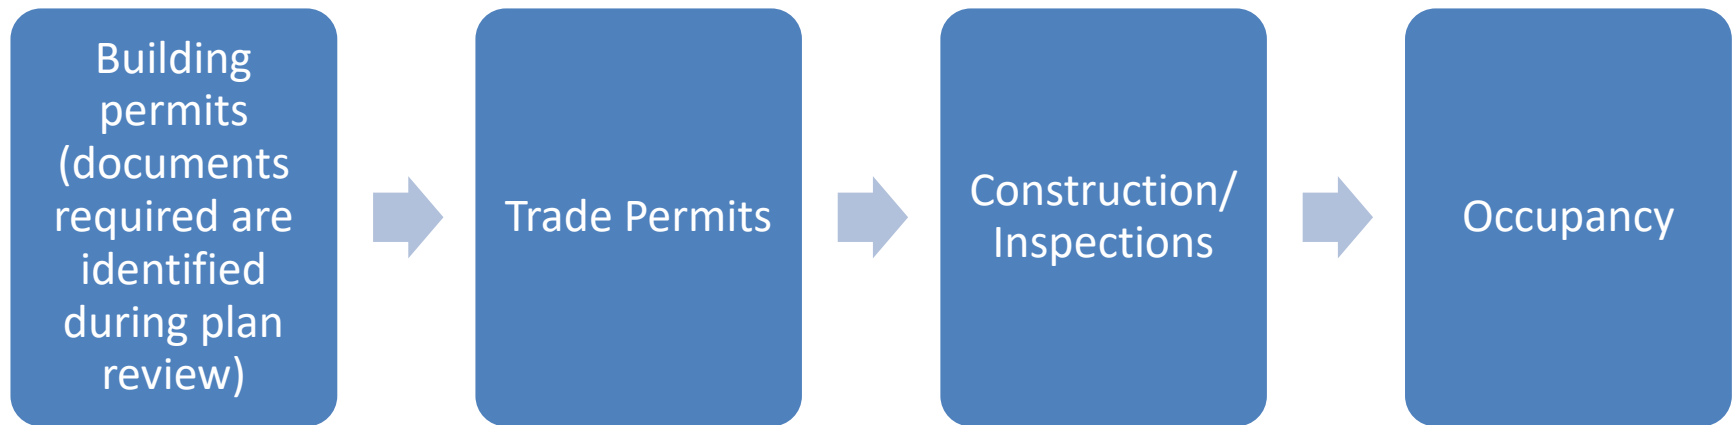 Building
permits
(documents
required are
identified
during plan
review)
Trade Permits
Construction/
Inspections
Occupancy